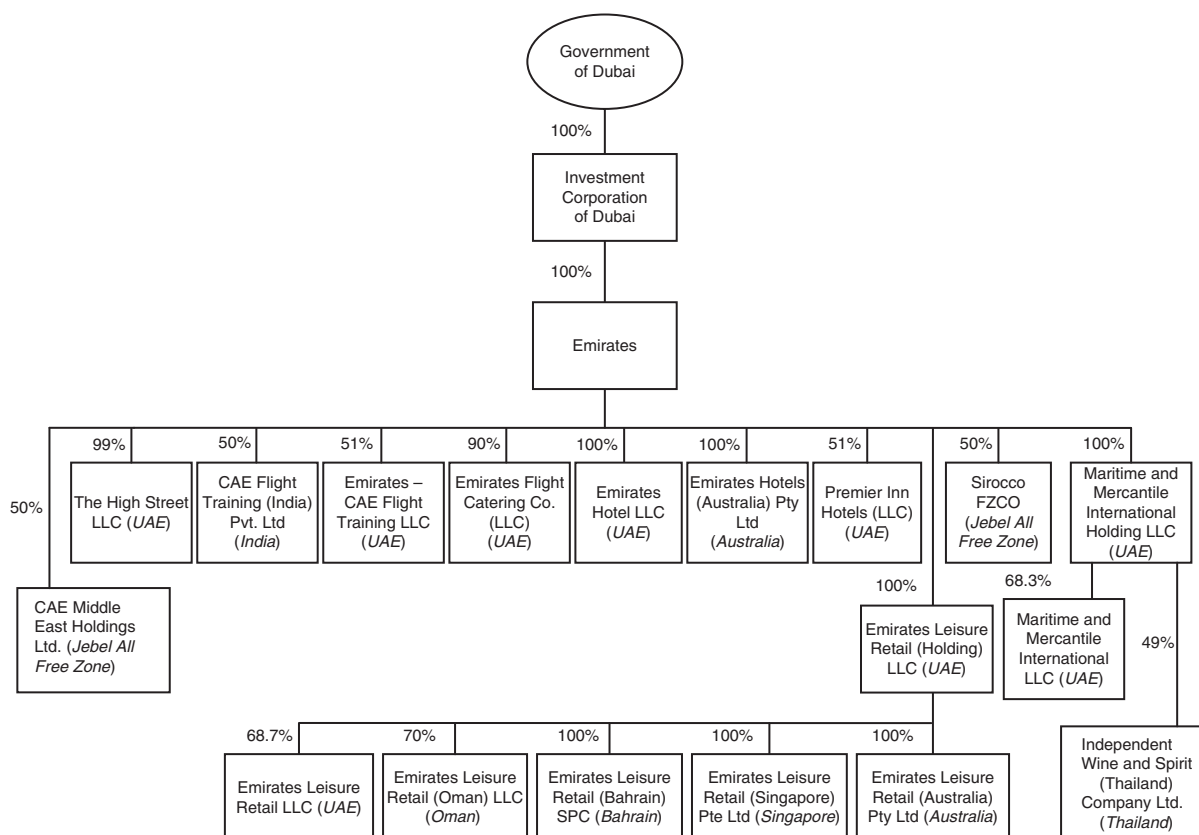 Government
of Dubai
100%
Investment
Corporation
of Dubai
100%
Emirates
99%
The High Street
LLC (UAE)
50%
CAE Flight
Training (India)
Pvt. Ltd
(India)
51%
Emirates –
CAE Flight
Training LLC
(UAE)
90%
Emirates Flight
Catering Co.
(LLC)
(UAE)
100%
Emirates
Hotel LLC
(UAE)
100%
Emirates Hotels
(Australia) Pty
Ltd
(Australia)
51%
Premier Inn
Hotels (LLC)
(UAE)
50%
Sirocco
FZCO
(Jebel All
Free Zone)
100%
Maritime and
Mercantile
International
Holding LLC
(UAE)
50%
CAE Middle
East Holdings
Ltd. (Jebel All
Free Zone)
100%
Emirates Leisure
Retail (Holding)
LLC (UAE)
68.3%
Maritime and
Mercantile
International
LLC (UAE)
49%
68.7%
Emirates Leisure
Retail LLC (UAE)
70%
Emirates Leisure
Retail (Oman) LLC
(Oman)
100%
Emirates Leisure
Retail (Bahrain)
SPC (Bahrain)
100%
Emirates Leisure
Retail (Singapore)
Pte Ltd (Singapore)
100%
Emirates Leisure
Retail (Australia)
Pty Ltd (Australia)
Independent
Wine and Spirit
(Thailand)
Company Ltd.
(Thailand)